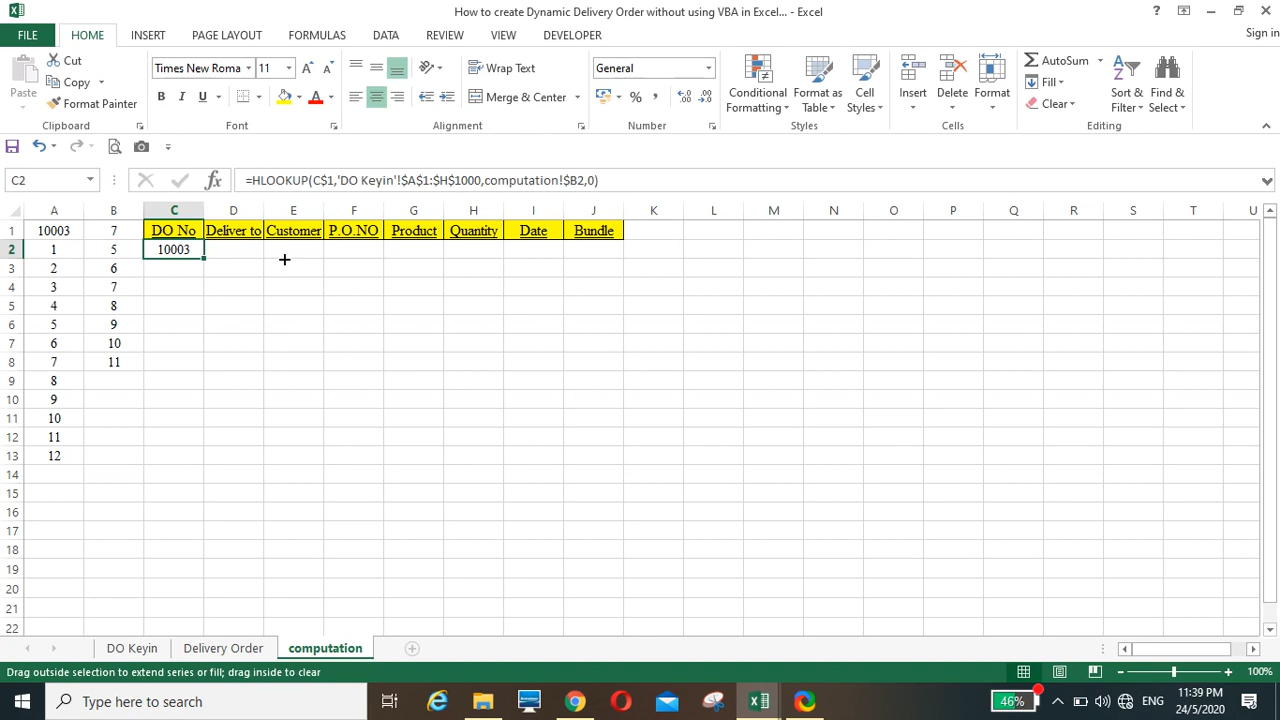 How to create Dynamic Delivery Order without using VBA in Excel... - Excel
FILE HOME INSERT PAGE LAYOUT FORMULAS DATA REVIEW VIEW DEVELOPER Sign in
Paste Cut Copy Format Painter Clipboard
Times New Roma 11 B I U A Font
Wrap Text Merge & Center Alignment
General % Number
Conditional Formatting Format as Table Cell Styles Styles
Insert Delete Format Cells
AutoSum Fill Clear Sort & Filter Find & Select Editing
C2 fx =HLOOKUP(C$1,'DO Keyin'!$A$1:$H$1000,computation!$B2,0)
A B C D E F G H I J K L M N O P Q R S T U
1 10003 7 DO No Deliver to Customer P.O.NO Product Quantity Date Bundle
2 1 5 10003
3 2 6
4 3 7
5 4 8
6 5 9
7 6 10
8 7 11
9 8
10 9
11 10
12 11
13 12
14
15
16
17
18
19
20
21
22
DO Keyin Delivery Order computation
Drag outside selection to extend series or fill; drag inside to clear 100%
Type here to search 46% ENG 11:39 PM
24/5/2020